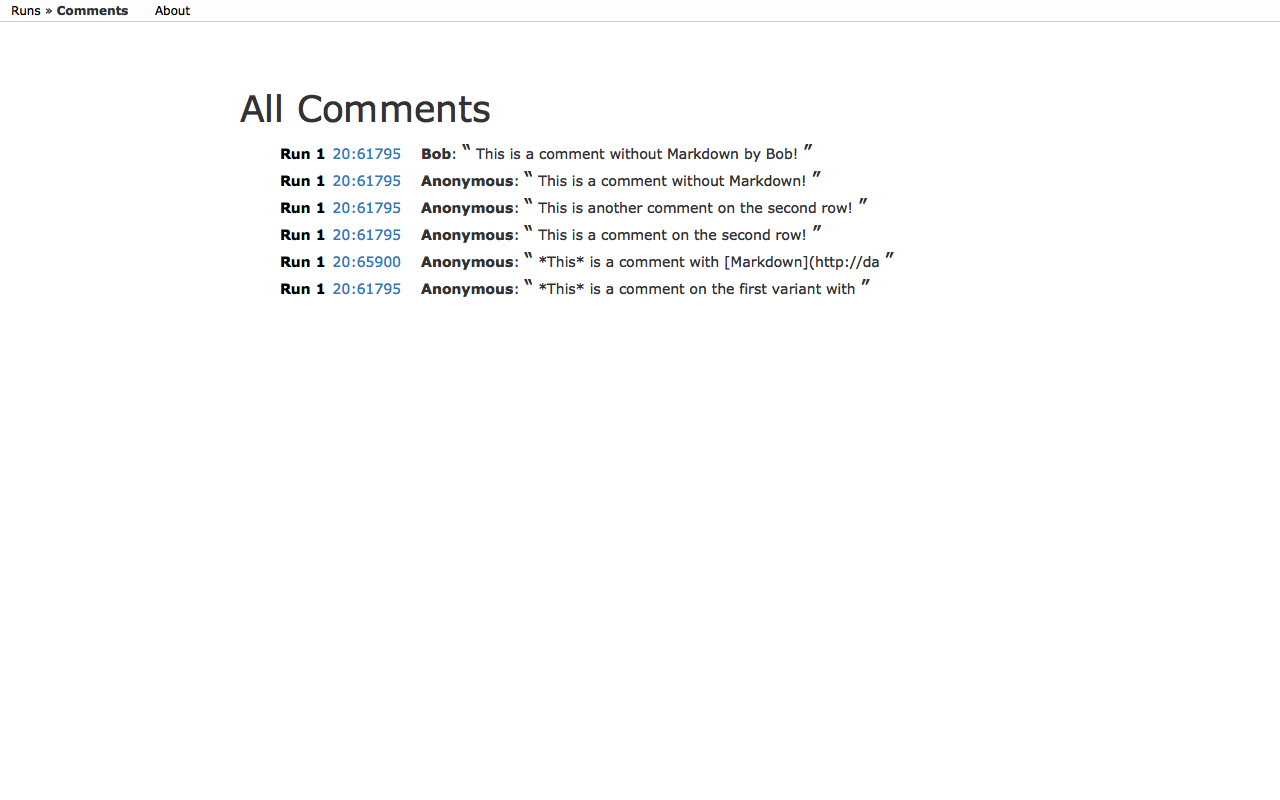 Runs » Comments About
All Comments
Run 1 20:61795 Bob: “ This is a comment without Markdown by Bob! ”
Run 1 20:61795 Anonymous: “ This is a comment without Markdown! ”
Run 1 20:61795 Anonymous: “ This is another comment on the second row! ”
Run 1 20:61795 Anonymous: “ This is a comment on the second row! ”
Run 1 20:65900 Anonymous: “ *This* is a comment with [Markdown](http://da ”
Run 1 20:61795 Anonymous: “ *This* is a comment on the first variant with ”